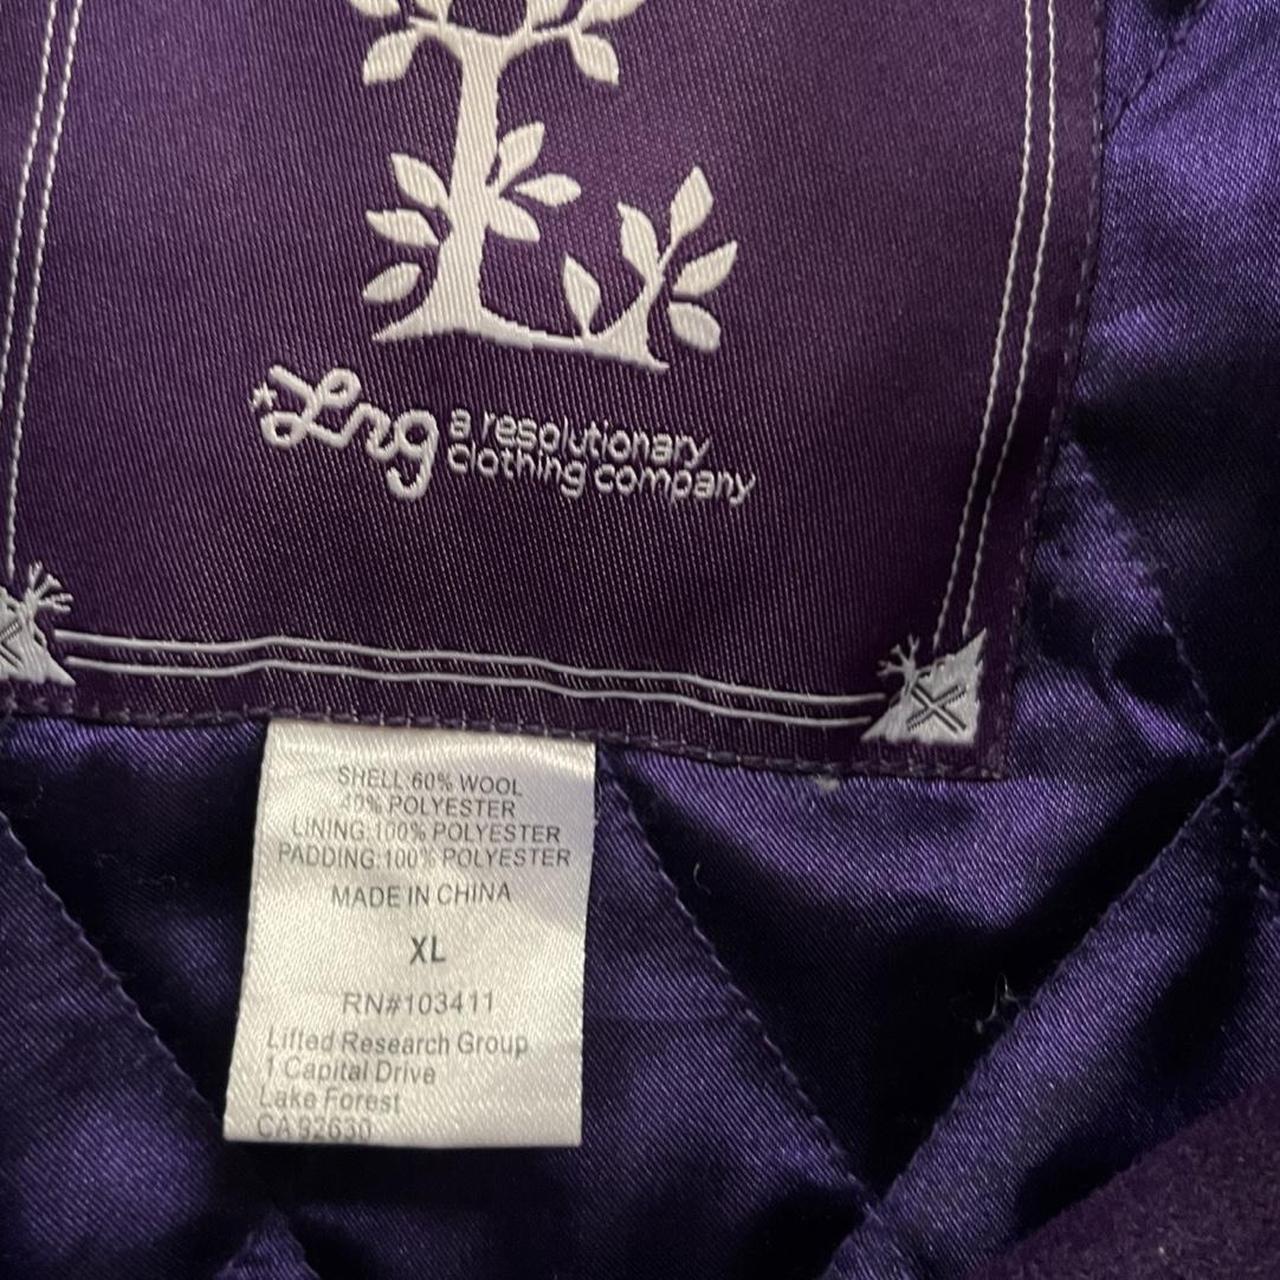 Lrg a resolutionary
clothing company
SHELL:60% WOOL
40% POLYESTER
LINING:100% POLYESTER
PADDING:100% POLYESTER
MADE IN CHINA
XL
RN#103411
Lifted Research Group
1 Capital Drive
Lake Forest
CA 92630